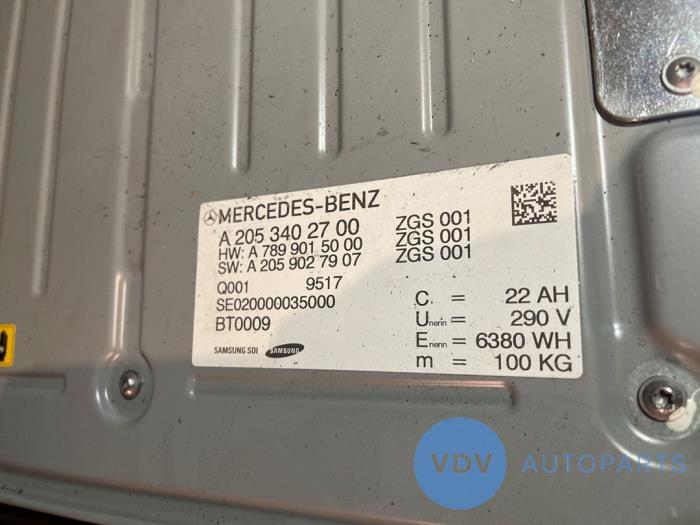 MERCEDES-BENZ
A 205 340 27 00 ZGS 001
HW: A 789 901 50 00 ZGS 001
SW: A 205 902 79 07 ZGS 001
Q001 9517
SE020000035000
BT0009
SAMSUNG SDI SAMSUNG
C. = 22 AH
Unenn = 290 V
Enenn = 6380 WH
m = 100 KG
VDV AUTOPARTS